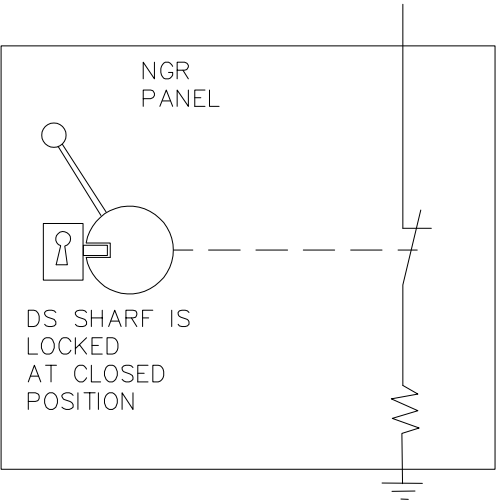 NGR
PANEL
DS SHARF IS
LOCKED
AT CLOSED
POSITION